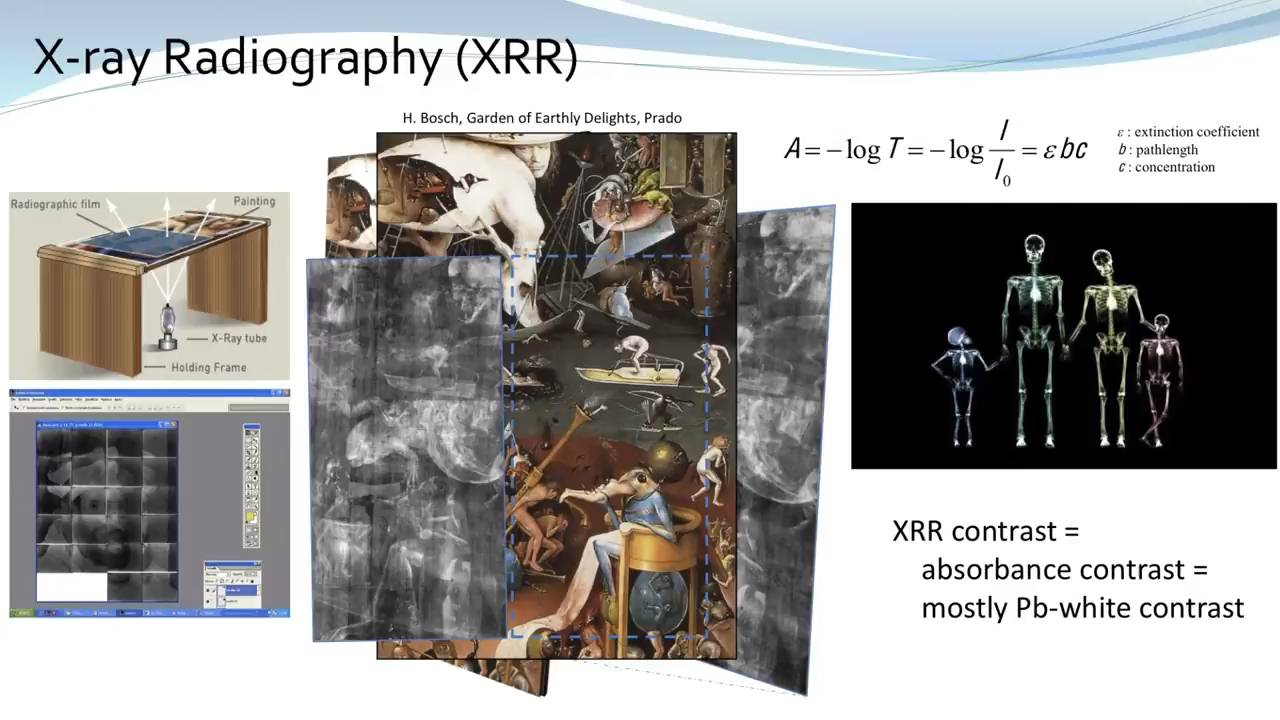 X-ray Radiography (XRR)
H. Bosch, Garden of Earthly Delights, Prado
A = − log T = − log I / I₀ = ε bc
ε : extinction coefficient
b : pathlength
c : concentration
Radiographic film
Painting
X-Ray tube
Holding Frame
XRR contrast =
absorbance contrast =
mostly Pb-white contrast